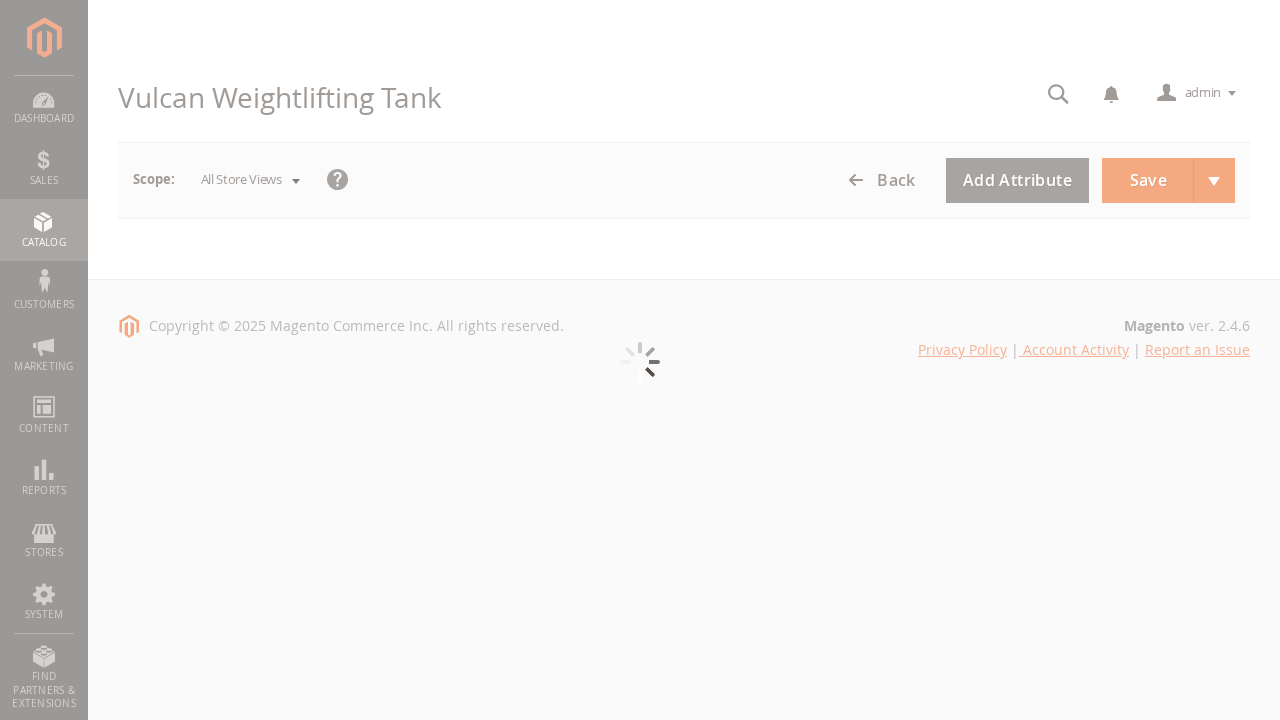 Vulcan Weightlifting Tank
admin
Scope:
All Store Views
?
Back
Add Attribute
Save
DASHBOARD
SALES
CATALOG
CUSTOMERS
MARKETING
CONTENT
REPORTS
STORES
SYSTEM
FIND
PARTNERS &
EXTENSIONS
Copyright © 2025 Magento Commerce Inc. All rights reserved.
Magento ver. 2.4.6
Privacy Policy | Account Activity | Report an Issue